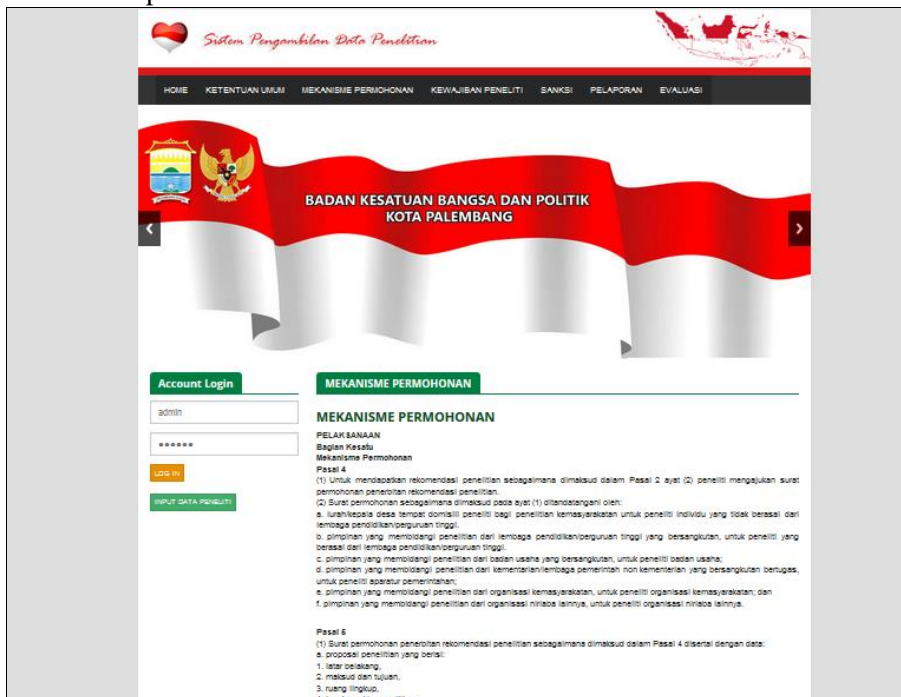 Sistem Pengambilan Data Penelitian
HOME KETENTUAN UMUM MEKANISME PERMOHONAN KEWAJIBAN PENELITI SANKSI PELAPORAN EVALUASI
BADAN KESATUAN BANGSA DAN POLITIK
KOTA PALEMBANG
Account Login
admin
LOG IN
INPUT DATA PENELITI
MEKANISME PERMOHONAN
MEKANISME PERMOHONAN
PELAKSANAAN
Bagian Kesatu
Mekanisme Permohonan
Pasal 4
(1) Untuk mendapatkan rekomendasi penelitian sebagaimana dimaksud dalam Pasal 2 ayat (2) peneliti mengajukan surat
permohonan penerbitan rekomendasi penelitian.
(2) Surat permohonan sebagaimana dimaksud pada ayat (1) ditandatangani oleh:
a. lurah/kepala desa tempat domisili peneliti bagi penelitian kemasyarakatan untuk peneliti individu yang tidak berasal dari
lembaga pendidikan/perguruan tinggi.
b. pimpinan yang membidangi penelitian dari lembaga pendidikan/perguruan tinggi yang bersangkutan, untuk peneliti yang
berasal dari lembaga pendidikan/perguruan tinggi.
c. pimpinan yang membidangi penelitian dari badan usaha yang bersangkutan, untuk peneliti badan usaha;
d. pimpinan yang membidangi penelitian dari kementerian/lembaga pemerintah non kementerian yang bersangkutan bertugas,
untuk peneliti aparatur pemerintahan;
e. pimpinan yang membidangi penelitian dari organisasi kemasyarakatan, untuk peneliti organisasi kemasyarakatan; dan
f. pimpinan yang membidangi penelitian dari organisasi nirlaba lainnya, untuk peneliti organisasi nirlaba lainnya.
Pasal 5
(1) Surat permohonan penerbitan rekomendasi penelitian sebagaimana dimaksud dalam Pasal 4 disertai dengan data:
a. proposal penelitian yang berisi:
1. latar belakang,
2. maksud dan tujuan,
3. ruang lingkup,